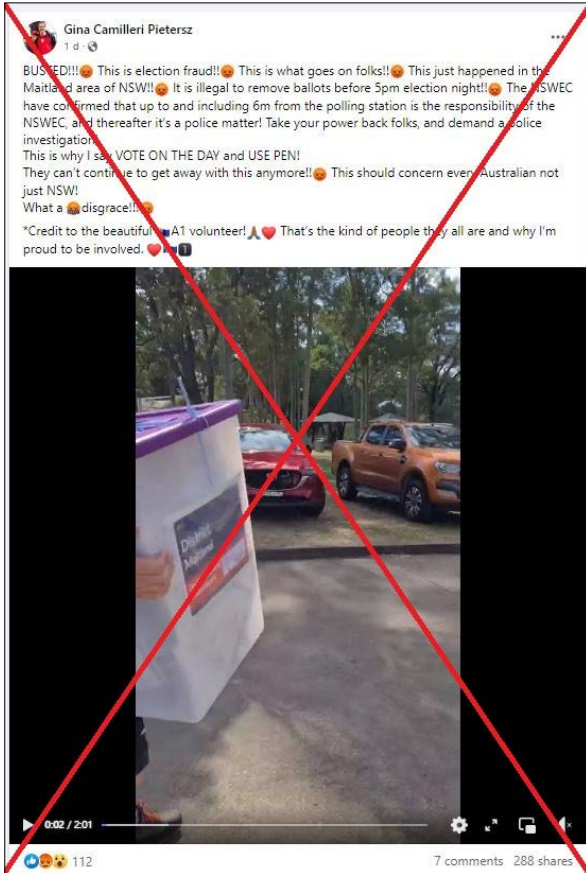 Gina Camilleri Pietersz
1 d ·
BUSTED!!!😡 This is election fraud!!😡 This is what goes on folks!!😡 This just happened in the
Maitland area of NSW!!😡 It is illegal to remove ballots before 5pm election night!!😡 The NSWEC
have confirmed that up to and including 6m from the polling station is the responsibility of the
NSWEC, and thereafter it's a police matter! Take your power back folks, and demand a police
investigation
This is why I say VOTE ON THE DAY and USE PEN!
They can't continue to get away with this anymore!!😡 This should concern every Australian not
just NSW!
What a 🤬disgrace!!!😡
*Credit to the beautiful 🇦🇺A1 volunteer!🙏❤️ That's the kind of people they all are and why I'm
proud to be involved. ❤️🇦🇺1️⃣
District
Maitland
0:02 / 2:01
112
7 comments 288 shares